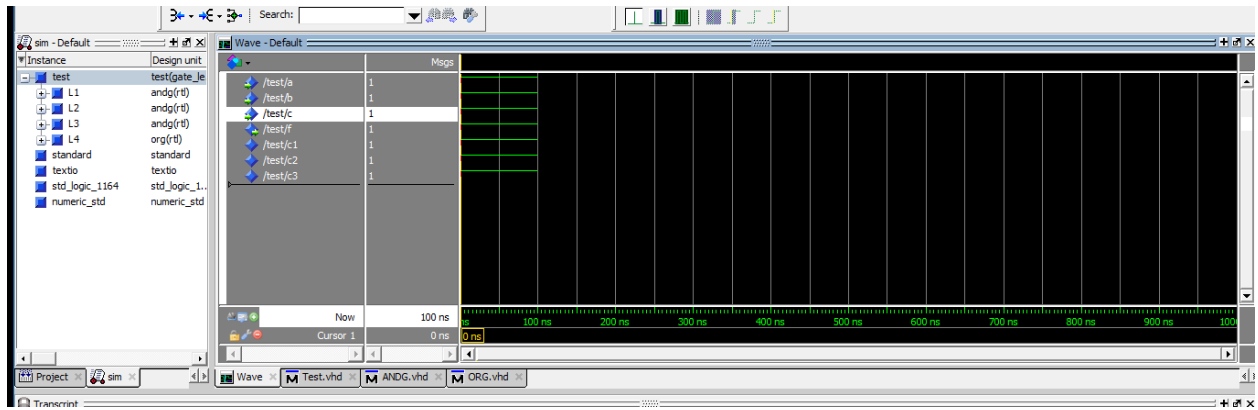 Search:
sim - Default
Instance Design unit
test test(gate_le
L1 andg(rtl)
L2 andg(rtl)
L3 andg(rtl)
L4 org(rtl)
standard standard
textio textio
std_logic_1164 std_logic_1..
numeric_std numeric_std
Project sim
Wave - Default
Msgs
/test/a 1
/test/b 1
/test/c 1
/test/f 1
/test/c1 1
/test/c2 1
/test/c3 1
Now 100 ns
Cursor 1 0 ns
ns 100 ns 200 ns 300 ns 400 ns 500 ns 600 ns 700 ns 800 ns 900 ns 100
0 ns
Wave Test.vhd ANDG.vhd ORG.vhd
Transcript